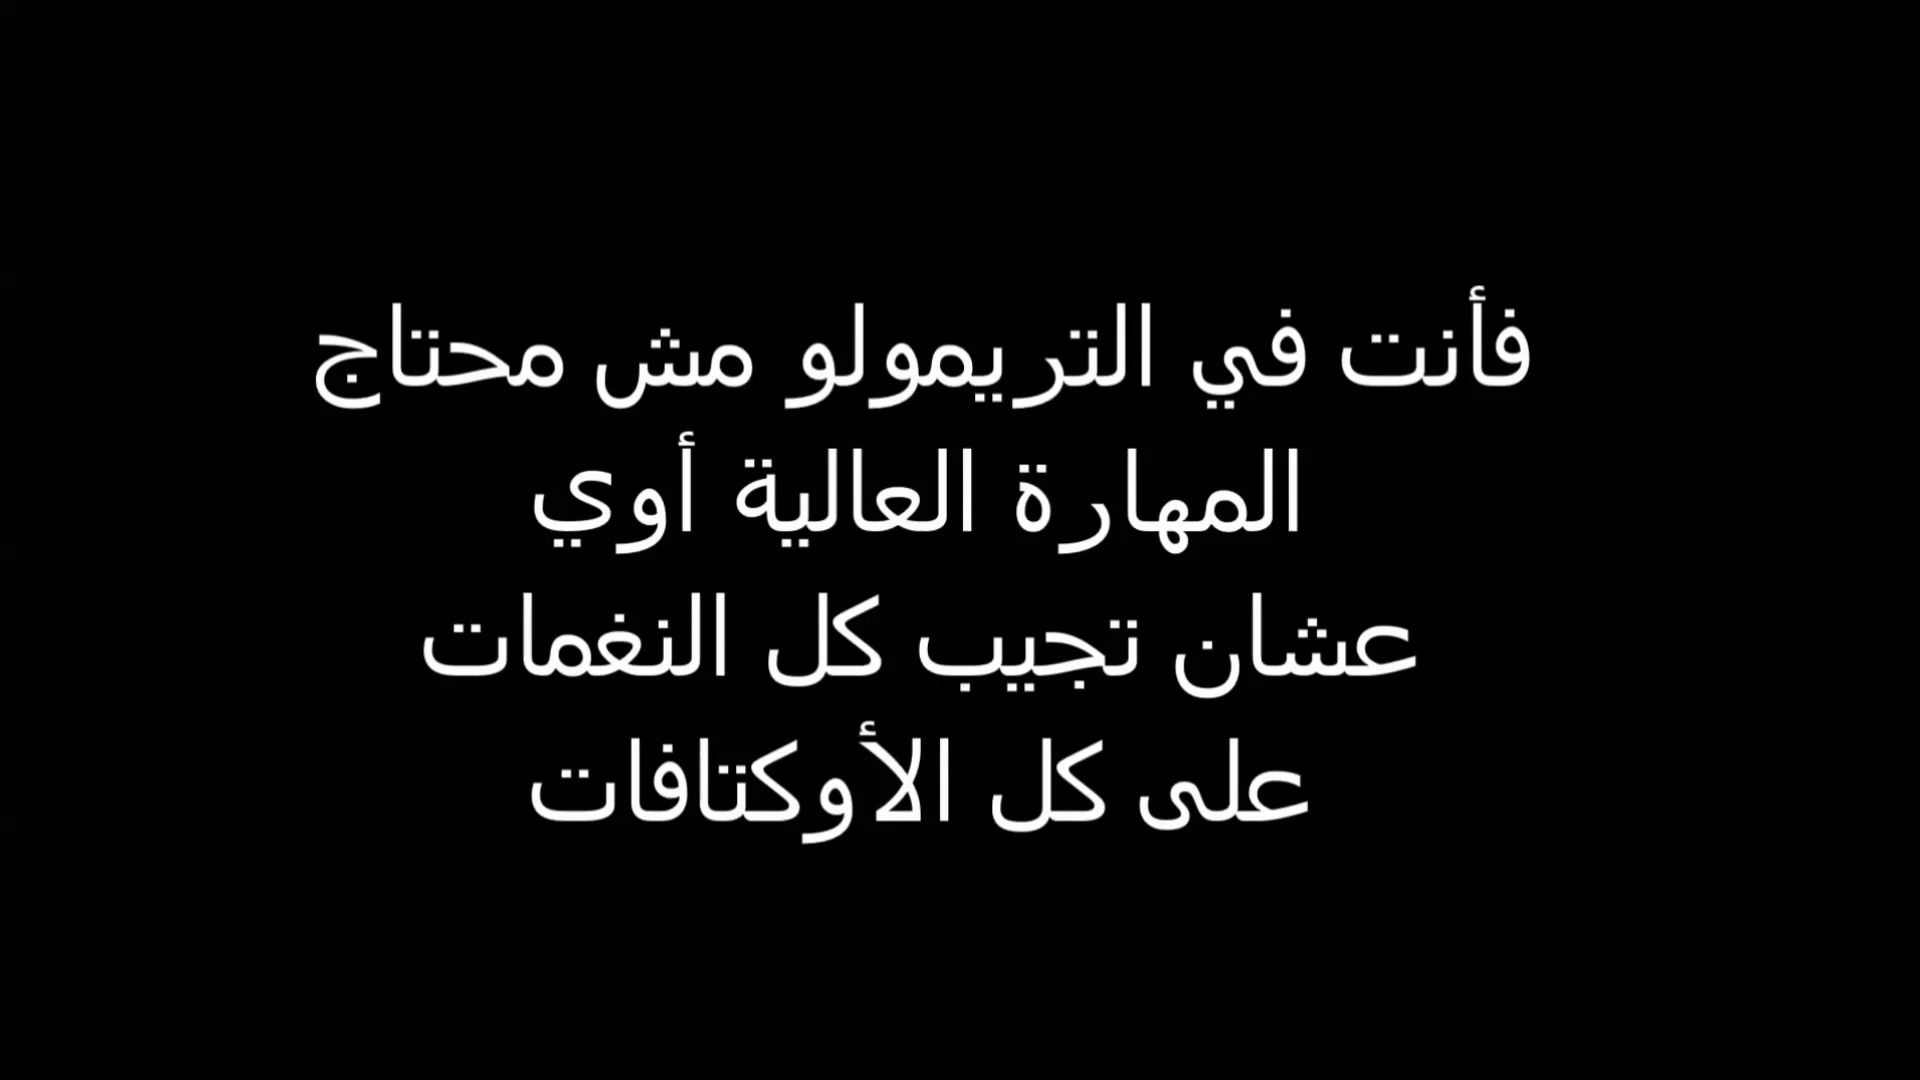 فأنت في التريمولو مش محتاج
المهارة العالية أوي
عشان تجيب كل النغمات
على كل الأوكتافات